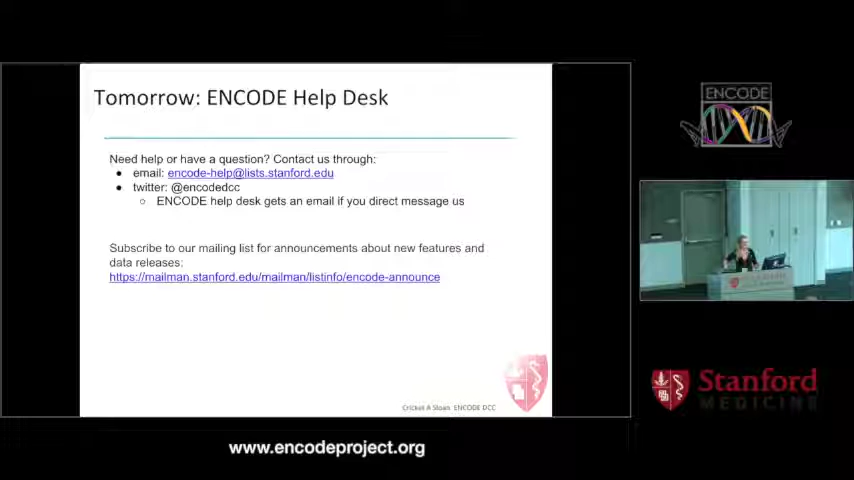 Tomorrow: ENCODE Help Desk
Need help or have a question? Contact us through:
● email: encode-help@lists.stanford.edu
● twitter: @encodedcc
○ ENCODE help desk gets an email if you direct message us
Subscribe to our mailing list for announcements about new features and
data releases:
https://mailman.stanford.edu/mailman/listinfo/encode-announce
Cricket A Sloan ENCODE DCC
ENCODE
Stanford
MEDICINE
www.encodeproject.org